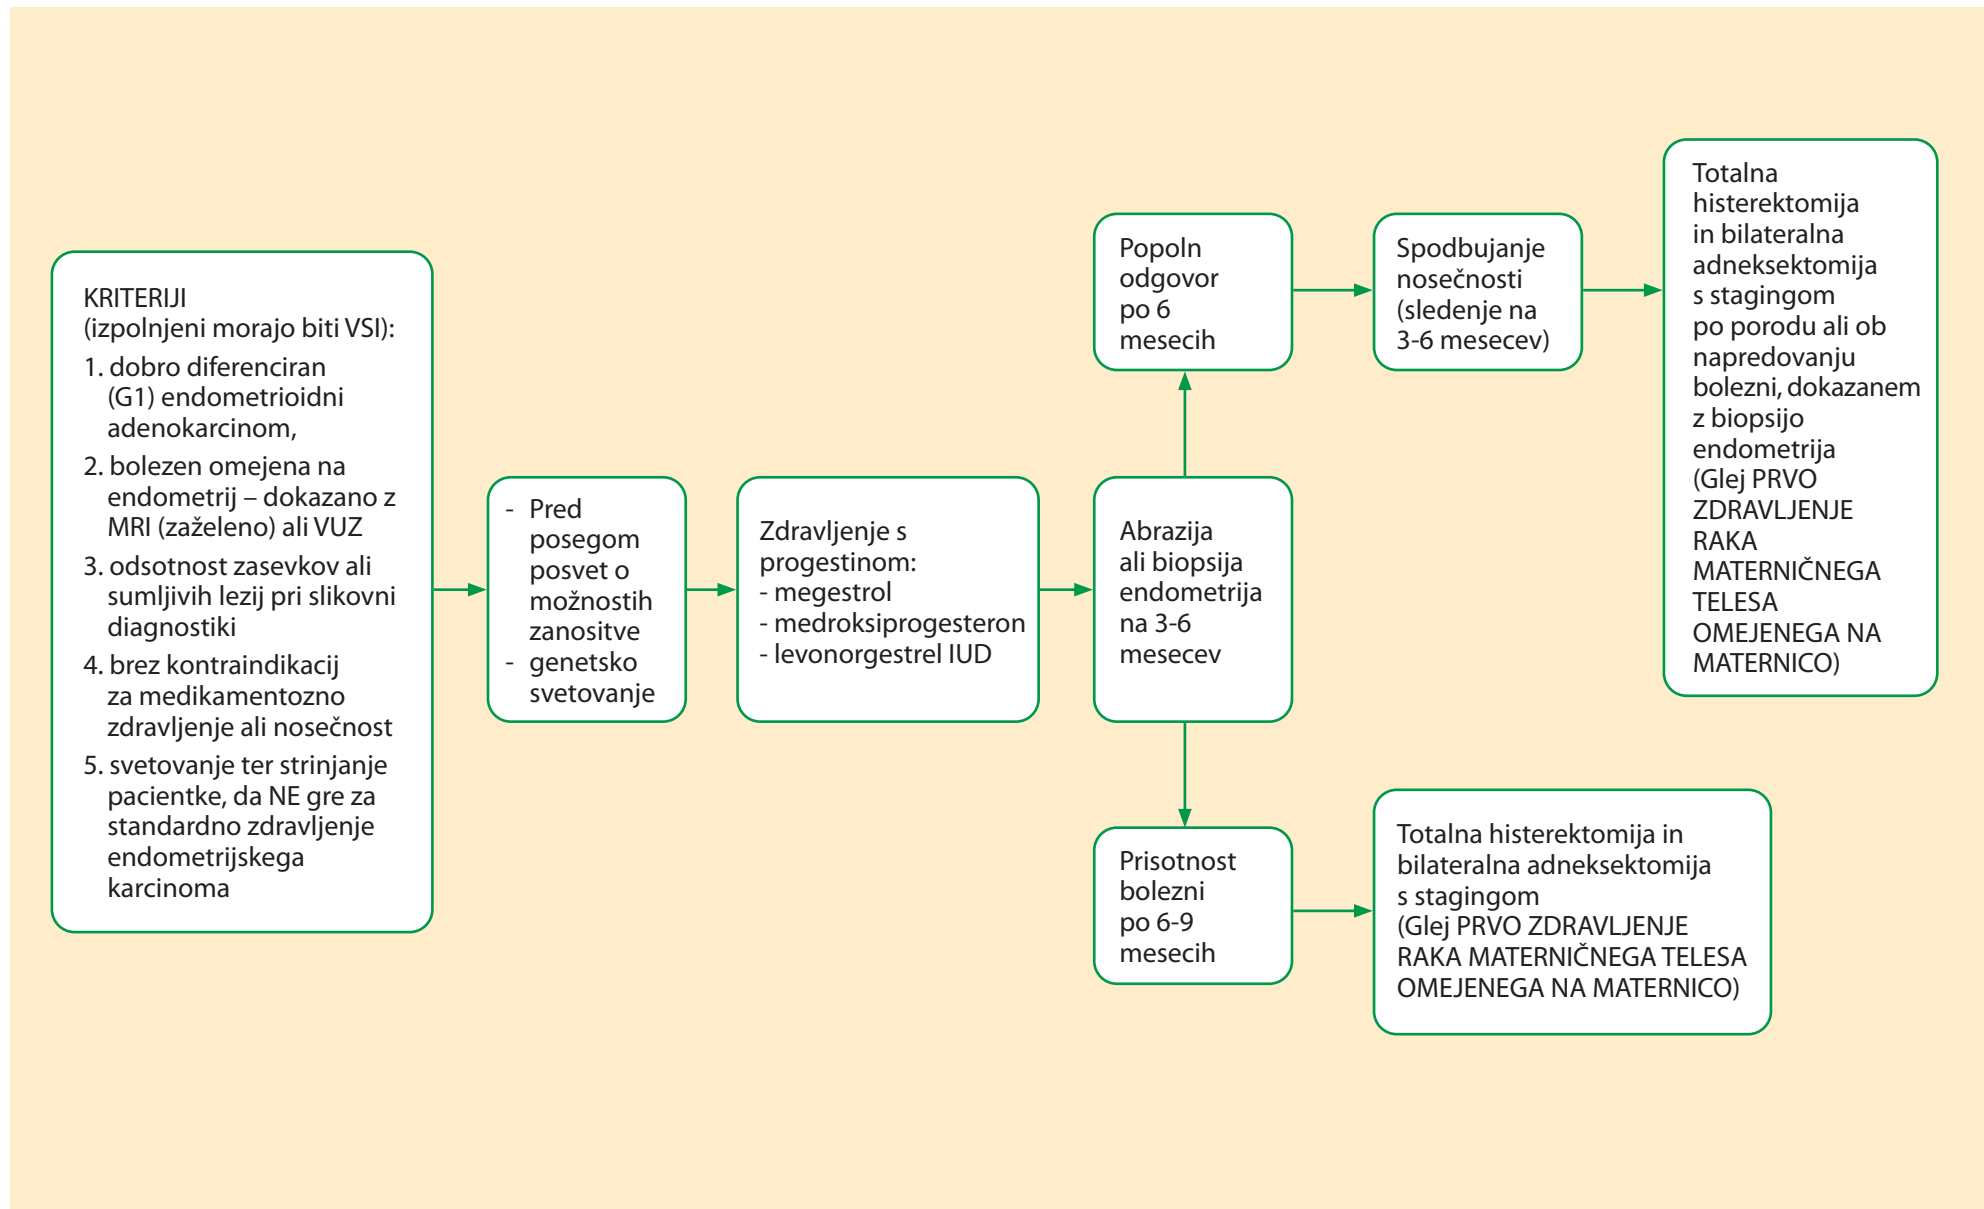 KRITERIJI
(izpolnjeni morajo biti VSI):
1. dobro diferenciran
(G1) endometrioidni
adenokarcinom,
2. bolezen omejena na
endometrij – dokazano z
MRI (zaželeno) ali VUZ
3. odsotnost zasevkov ali
sumljivih lezij pri slikovni
diagnostiki
4. brez kontraindikacij
za medikamentozno
zdravljenje ali nosečnost
5. svetovanje ter strinjanje
pacientke, da NE gre za
standardno zdravljenje
endometrijskega
karcinoma
- Pred
posegom
posvet o
možnostih
zanositve
- genetsko
svetovanje
Zdravljenje s
progestinom:
- megestrol
- medroksiprogesteron
- levonorgestrel IUD
Abrazija
ali biopsija
endometrija
na 3-6
mesecev
Popoln
odgovor
po 6
mesecih
Spodbujanje
nosečnosti
(sledenje na
3-6 mesecev)
Totalna
histerektomija
in bilateralna
adneksektomija
s stagingom
po porodu ali ob
napredovanju
bolezni, dokazanem
z biopsijo
endometrija
(Glej PRVO
ZDRAVLJENJE
RAKA
MATERNIČNEGA
TELESA
OMEJENEGA NA
MATERNICO)
Prisotnost
bolezni
po 6-9
mesecih
Totalna histerektomija in
bilateralna adneksektomija
s stagingom
(Glej PRVO ZDRAVLJENJE
RAKA MATERNIČNEGA TELESA
OMEJENEGA NA MATERNICO)